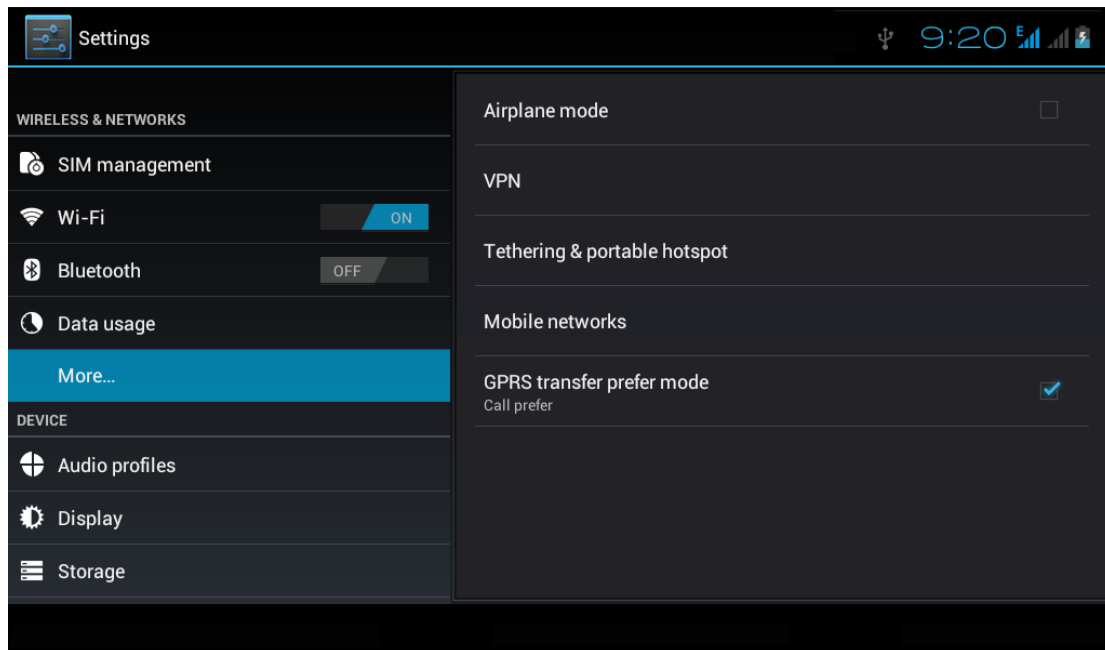 Settings
9:20
E
WIRELESS & NETWORKS
SIM management
Wi-Fi ON
Bluetooth OFF
Data usage
More...
DEVICE
Audio profiles
Display
Storage
Airplane mode
VPN
Tethering & portable hotspot
Mobile networks
GPRS transfer prefer mode
Call prefer